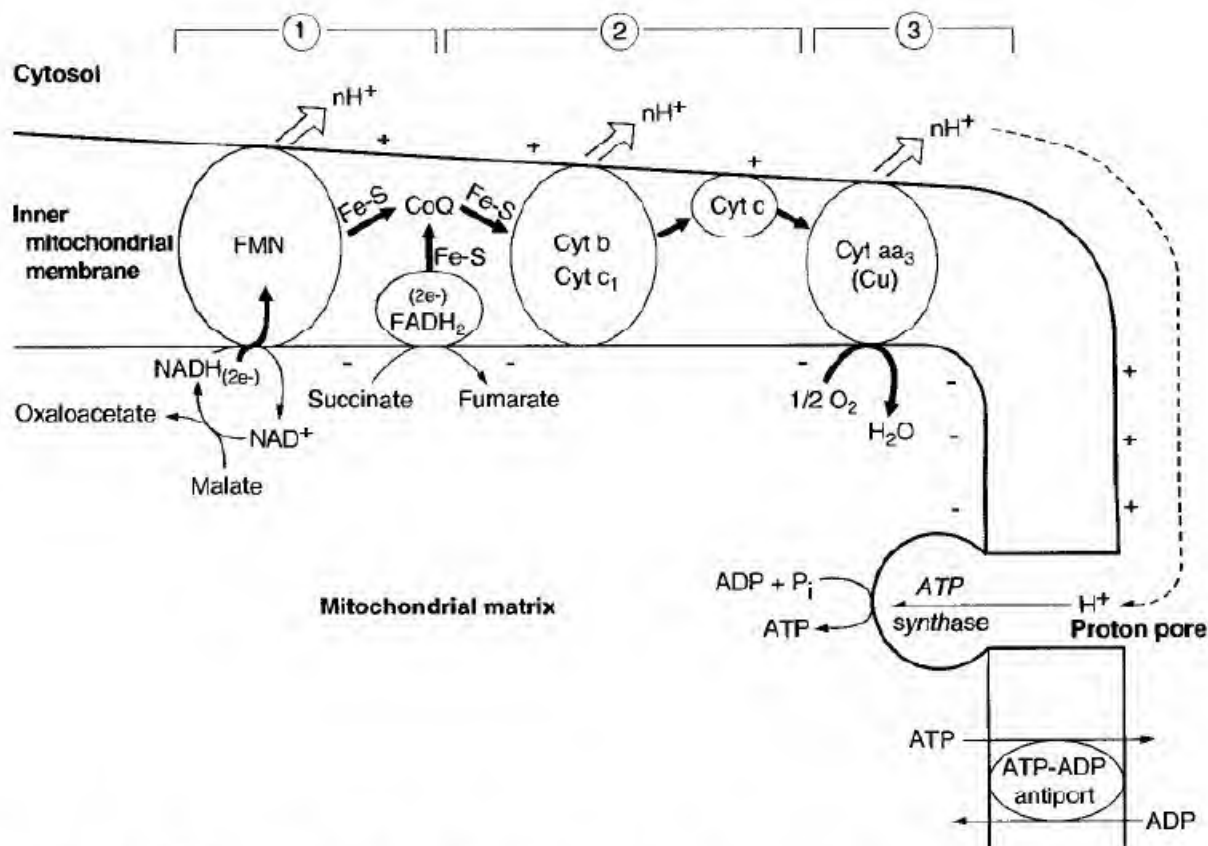 1
2
3
Cytosol
nH+
nH+
nH+
+
+
+
Inner
mitochondrial
membrane
FMN
Fe-S
CoQ
Fe-S
Fe-S
(2e-)
FADH2
Cyt b
Cyt c1
Cyt c
Cyt aa3
(Cu)
NADH(2e-)
-
-
-
Succinate
Fumarate
1/2 O2
H2O
Oxaloacetate
NAD+
Malate
-
-
-
+
+
+
Mitochondrial matrix
ADP + Pi
ATP
ATP
synthase
H+
Proton pore
ATP
ATP-ADP
antiport
ADP